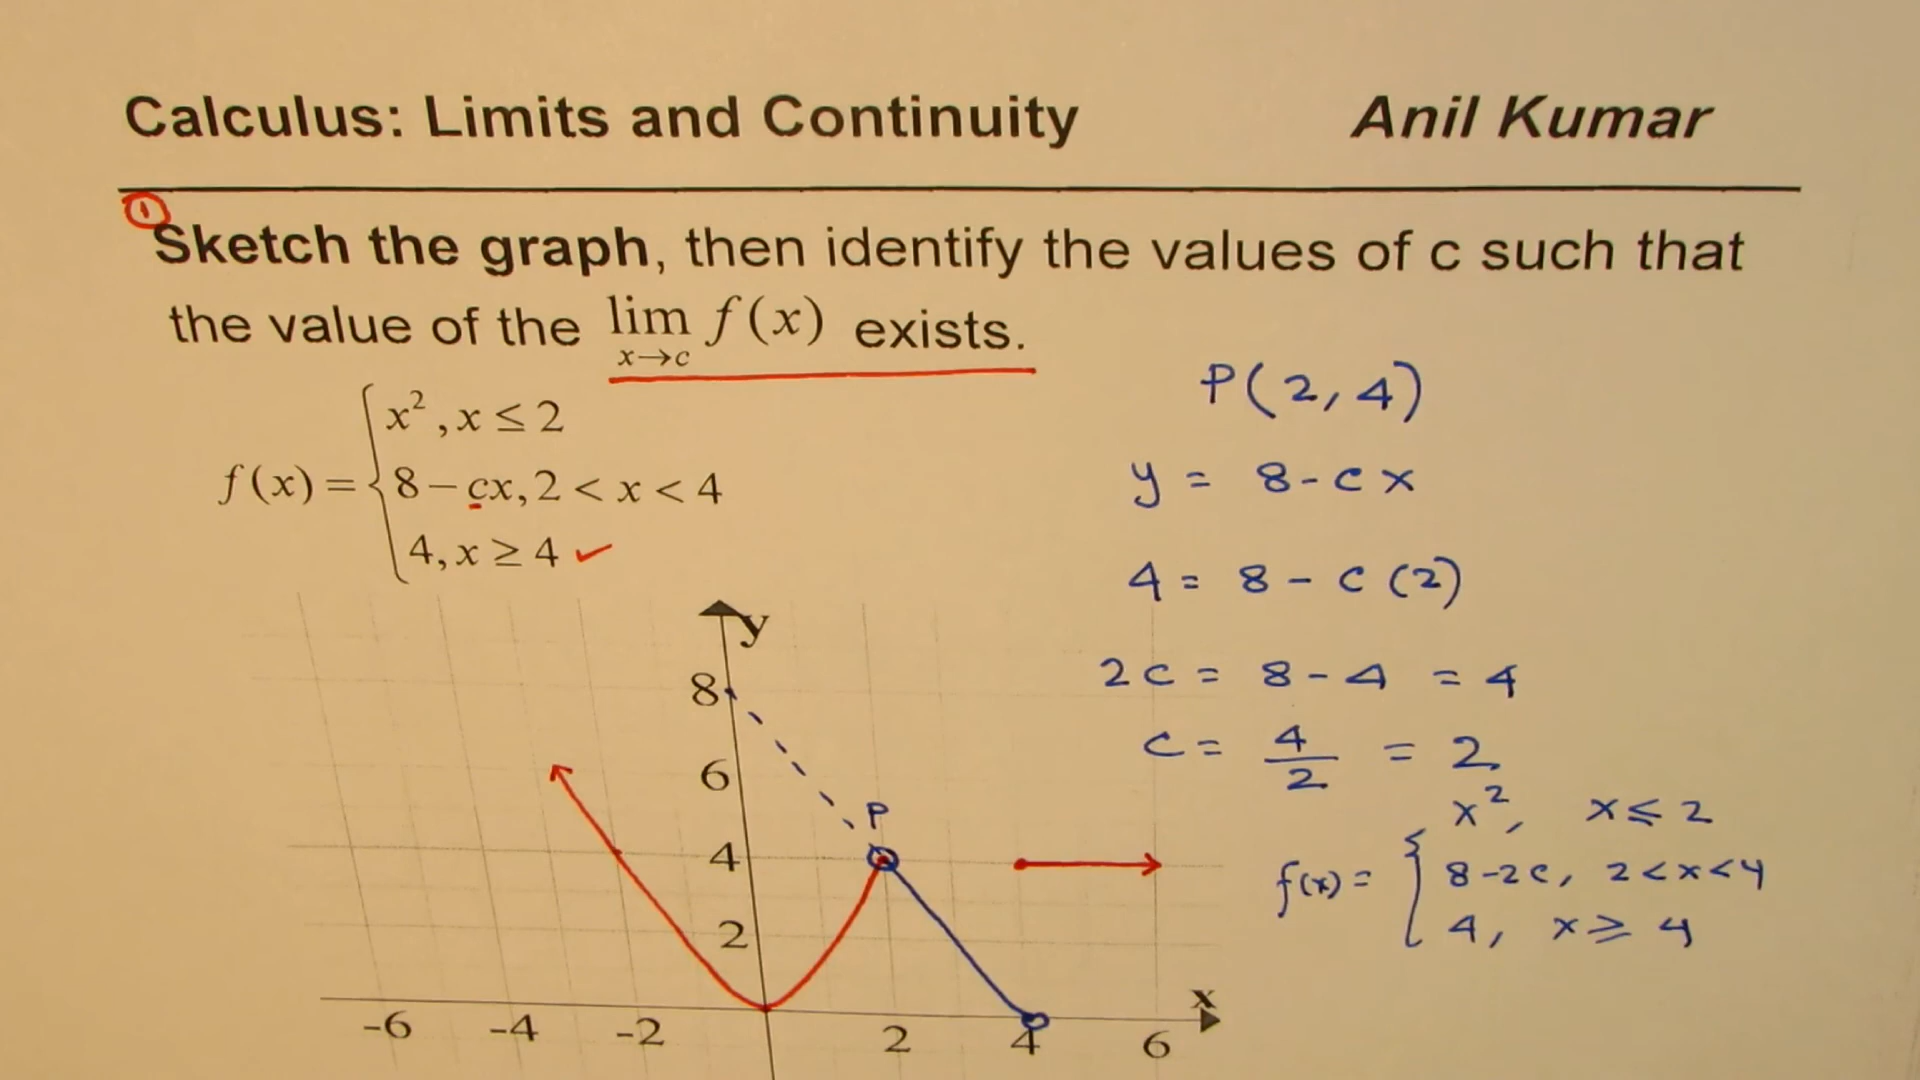 Calculus: Limits and Continuity Anil Kumar
① Sketch the graph, then identify the values of c such that
the value of the lim f(x) exists.
x→c
x², x ≤ 2
f(x) = { 8 − cx, 2 < x < 4
4, x ≥ 4 ✓
P(2, 4)
y = 8 - cx
4 = 8 - c(2)
2c = 8 - 4 = 4
c = 4/2 = 2
x², x ≤ 2
f(x) = { 8 - 2c, 2 < x < 4
4, x ≥ 4
y
8
6
P
4
2
x
-6 -4 -2 2 4 6